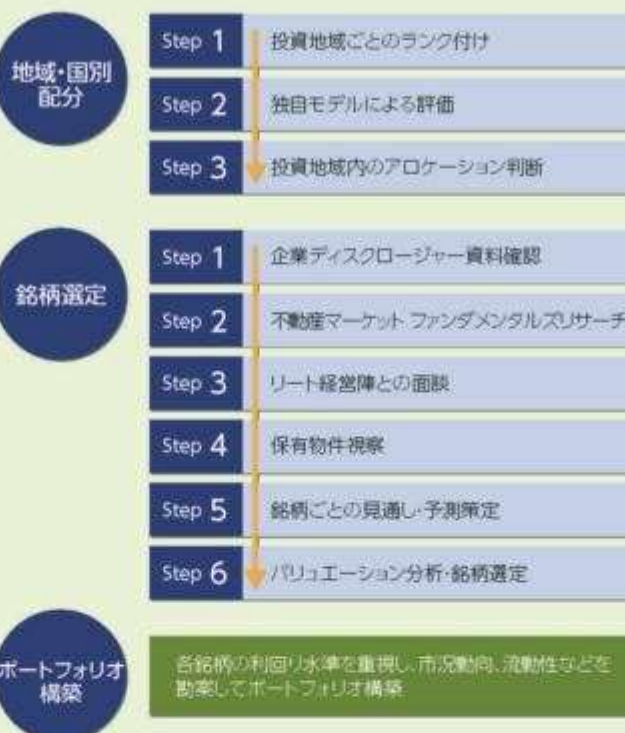 地域・国別
配分
Step 1
投資地域ごとのランク付け
Step 2
独自モデルによる評価
Step 3
投資地域内のアロケーション判断
銘柄選定
Step 1
企業ディスクロージャー資料確認
Step 2
不動産マーケット ファンダメンタルズリサーチ
Step 3
リート経営陣との面談
Step 4
保有物件視察
Step 5
銘柄ごとの見通し・予測策定
Step 6
バリュエーション分析・銘柄選定
ポートフォリオ
構築
各銘柄の利回り水準を重視し、市況動向、流動性などを
勘案してポートフォリオ構築